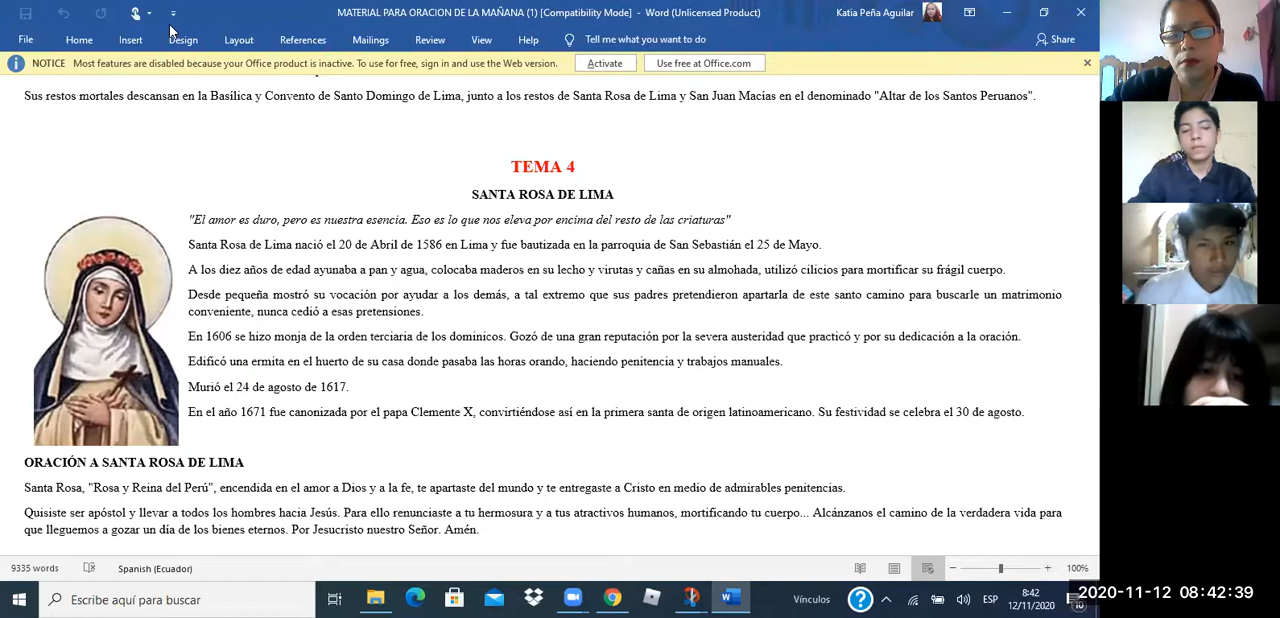 MATERIAL PARA ORACION DE LA MAÑANA (1) [Compatibility Mode] - Word (Unlicensed Product)
Katia Peña Aguilar
File Home Insert Design Layout References Mailings Review View Help Tell me what you want to do Share
NOTICE Most features are disabled because your Office product is inactive. To use for free, sign in and use the Web version. Activate Use free at Office.com
Sus restos mortales descansan en la Basílica y Convento de Santo Domingo de Lima, junto a los restos de Santa Rosa de Lima y San Juan Macías en el denominado "Altar de los Santos Peruanos".
TEMA 4
SANTA ROSA DE LIMA
"El amor es duro, pero es nuestra esencia. Eso es lo que nos eleva por encima del resto de las criaturas"
Santa Rosa de Lima nació el 20 de Abril de 1586 en Lima y fue bautizada en la parroquia de San Sebastián el 25 de Mayo.
A los diez años de edad ayunaba a pan y agua, colocaba maderos en su lecho y virutas y cañas en su almohada, utilizó cilicios para mortificar su frágil cuerpo.
Desde pequeña mostró su vocación por ayudar a los demás, a tal extremo que sus padres pretendieron apartarla de este santo camino para buscarle un matrimonio
conveniente, nunca cedió a esas pretensiones.
En 1606 se hizo monja de la orden terciaria de los dominicos. Gozó de una gran reputación por la severa austeridad que practicó y por su dedicación a la oración.
Edificó una ermita en el huerto de su casa donde pasaba las horas orando, haciendo penitencia y trabajos manuales.
Murió el 24 de agosto de 1617.
En el año 1671 fue canonizada por el papa Clemente X, convirtiéndose así en la primera santa de origen latinoamericano. Su festividad se celebra el 30 de agosto.
ORACIÓN A SANTA ROSA DE LIMA
Santa Rosa, "Rosa y Reina del Perú", encendida en el amor a Dios y a la fe, te apartaste del mundo y te entregaste a Cristo en medio de admirables penitencias.
Quisiste ser apóstol y llevar a todos los hombres hacia Jesús. Para ello renunciaste a tu hermosura y a tus atractivos humanos, mortificando tu cuerpo... Alcánzanos el camino de la verdadera vida para
que lleguemos a gozar un día de los bienes eternos. Por Jesucristo nuestro Señor. Amén.
9335 words Spanish (Ecuador) 100%
Escribe aquí para buscar
Vínculos
ESP
8:42
12/11/2020
2020-11-12 08:42:39